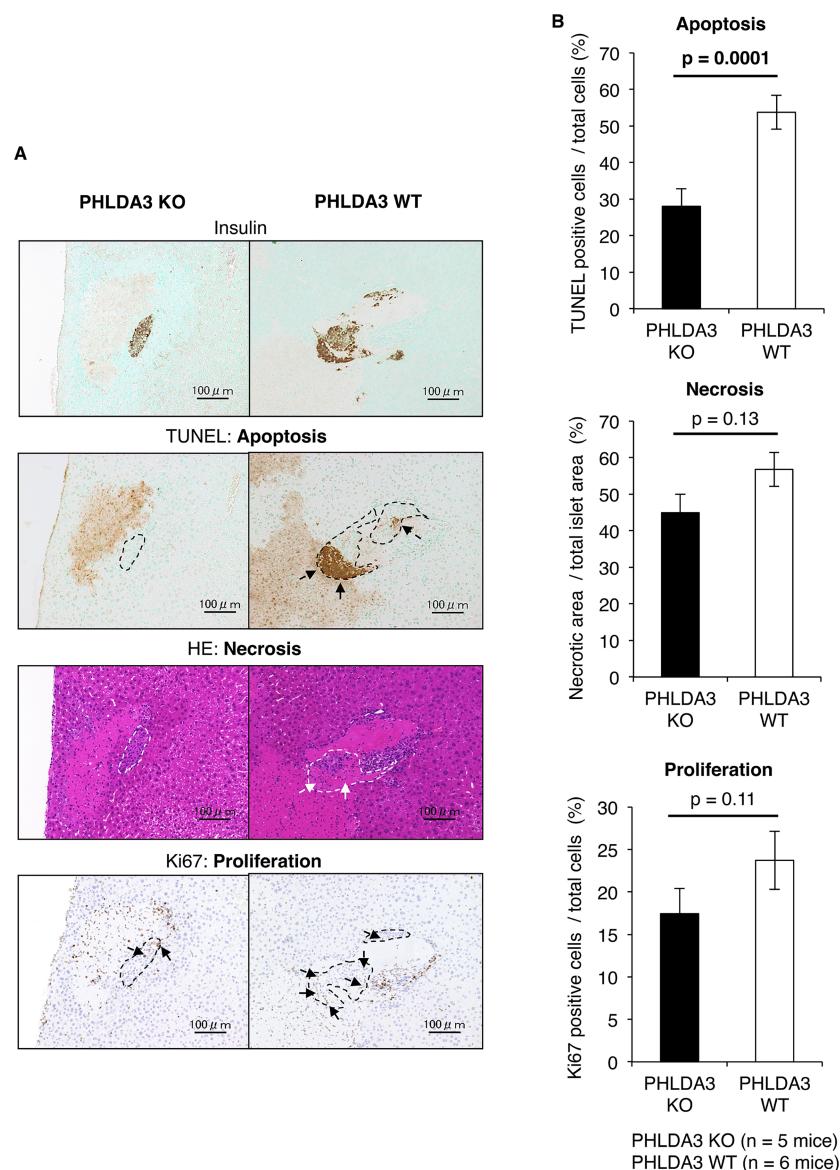 A
PHLDA3 KO
PHLDA3 WT
Insulin
100 μm
100 μm
TUNEL: Apoptosis
100 μm
100 μm
HE: Necrosis
100 μm
100 μm
Ki67: Proliferation
100 μm
100 μm
B
Apoptosis
p = 0.0001
TUNEL positive cells / total cells (%)
70
60
50
40
30
20
10
0
PHLDA3
KO
PHLDA3
WT
Necrosis
p = 0.13
Necrotic area / total islet area (%)
70
60
50
40
30
20
10
0
PHLDA3
KO
PHLDA3
WT
Proliferation
p = 0.11
Ki67 positive cells / total cells (%)
30
25
20
15
10
5
0
PHLDA3
KO
PHLDA3
WT
PHLDA3 KO (n = 5 mice)
PHLDA3 WT (n = 6 mice)